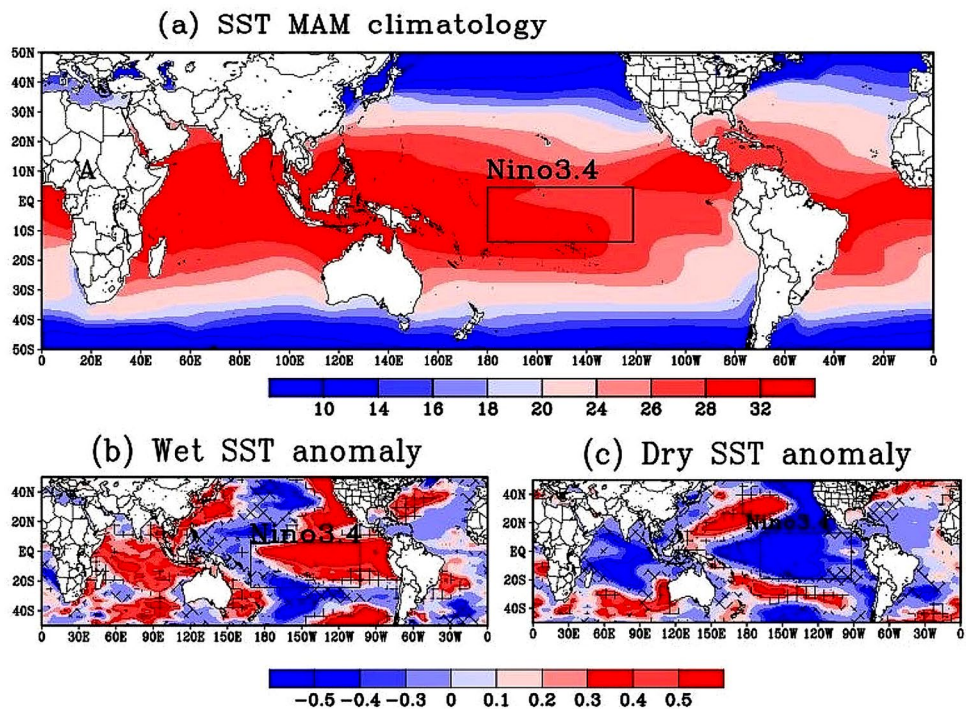 (a) SST MAM climatology
50N
40N
30N
20N
10N
EQ
10S
20S
30S
40S
50S
A
Nino3.4
0 20E 40E 60E 80E 100E 120E 140E 160E 180 160W 140W 120W 100W 80W 60W 40W 20W 0
10 14 16 18 20 24 26 28 32
(b) Wet SST anomaly
40N
20N
EQ
20S
40S
Nino3.4
0 30E 60E 90E 120E 150E 180 150W 120W 90W 60W 30W 0
(c) Dry SST anomaly
40N
20N
EQ
20S
40S
Nino3.4
0 30E 60E 90E 120E 150E 180 150W 120W 90W 60W 30W 0
-0.5 -0.4 -0.3 0 0.1 0.2 0.3 0.4 0.5